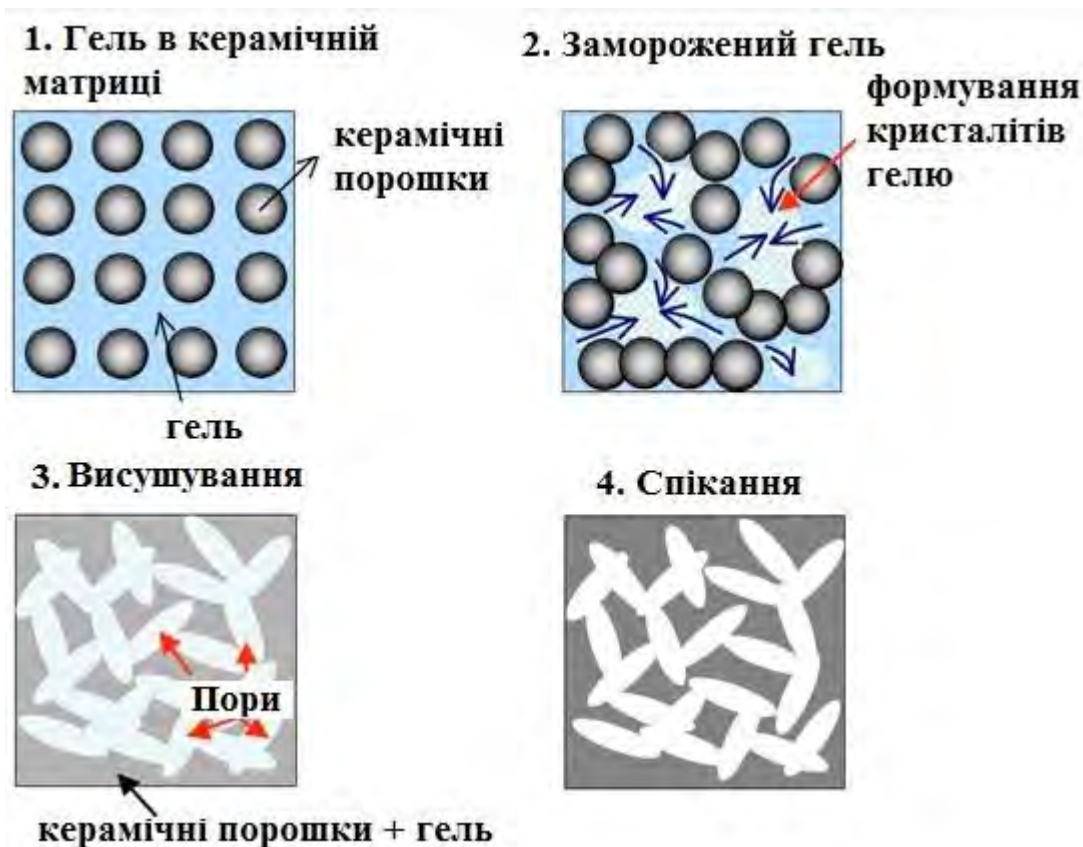 1. Гель в керамічній
матриці
керамічні
порошки
гель
2. Заморожений гель
формування
кристалітів
гелю
3. Висушування
Пори
керамічні порошки + гель
4. Спікання